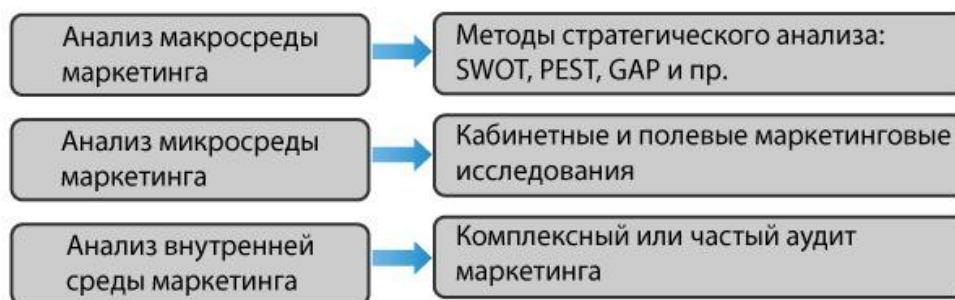 Анализ макросреды
маркетинга
Методы стратегического анализа:
SWOT, PEST, GAP и пр.
Анализ микросреды
маркетинга
Кабинетные и полевые маркетинговые
исследования
Анализ внутренней
среды маркетинга
Комплексный или частый аудит
маркетинга